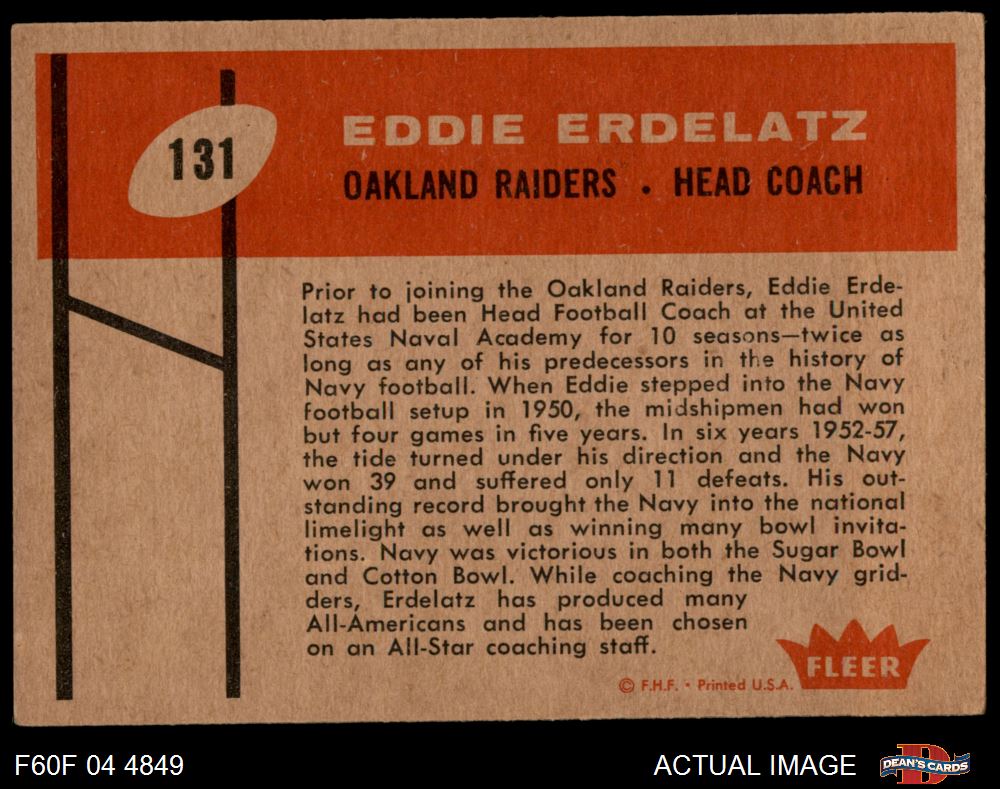 131
EDDIE ERDELATZ
OAKLAND RAIDERS • HEAD COACH
Prior to joining the Oakland Raiders, Eddie Erde-
latz had been Head Football Coach at the United
States Naval Academy for 10 seasons—twice as
long as any of his predecessors in the history of
Navy football. When Eddie stepped into the Navy
football setup in 1950, the midshipmen had won
but four games in five years. In six years 1952-57,
the tide turned under his direction and the Navy
won 39 and suffered only 11 defeats. His out-
standing record brought the Navy into the national
limelight as well as winning many bowl invita-
tions. Navy was victorious in both the Sugar Bowl
and Cotton Bowl. While coaching the Navy grid-
ders, Erdelatz has produced many
All-Americans and has been chosen
on an All-Star coaching staff.
FLEER
© F.H.F. • Printed U.S.A.
F60F 04 4849
ACTUAL IMAGE
D
DEAN'S CARDS